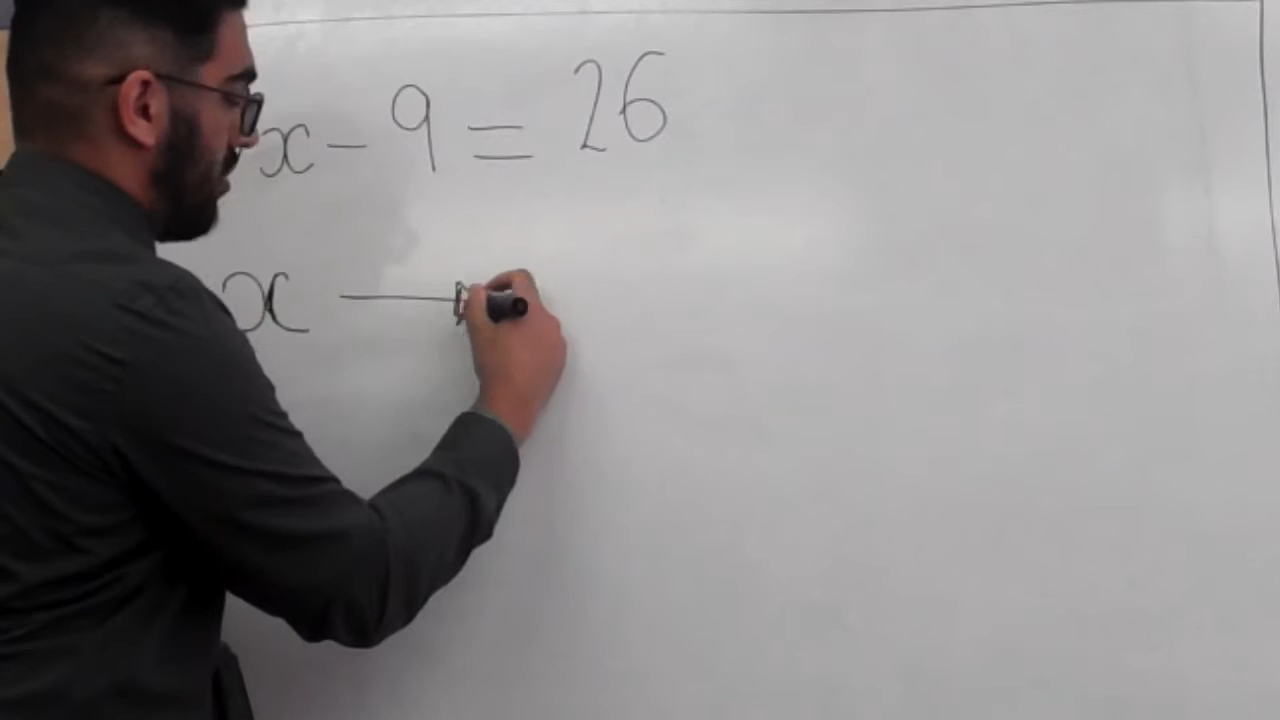 x - 9 = 26
x —